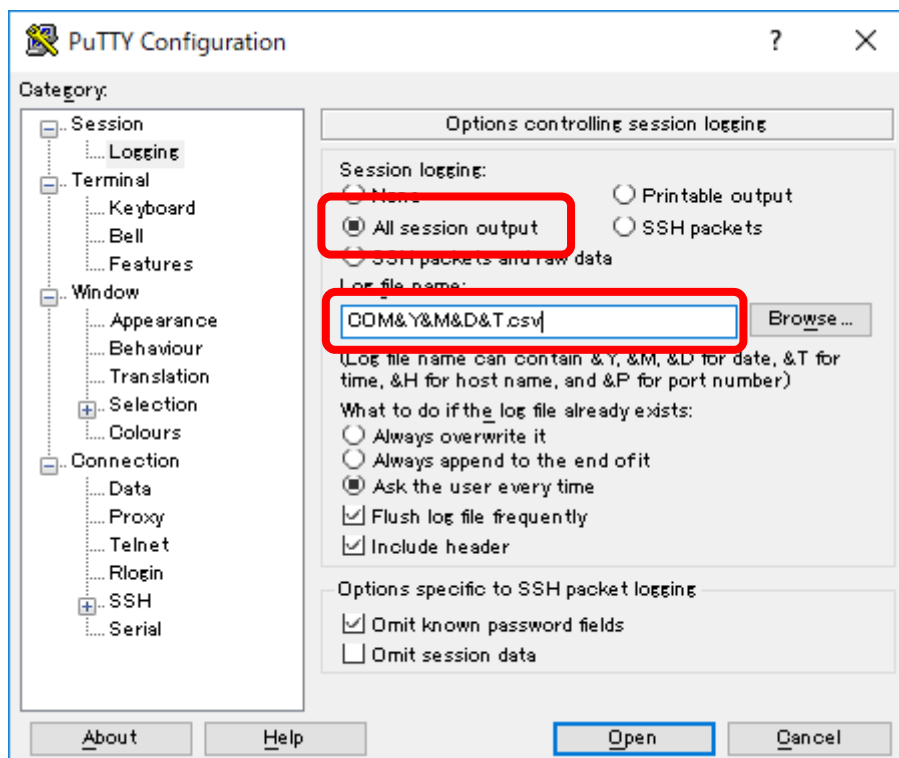 PuTTY Configuration
?
Category:
Session
Logging
Terminal
Keyboard
Bell
Features
Window
Appearance
Behaviour
Translation
Selection
Colours
Connection
Data
Proxy
Telnet
Rlogin
SSH
Serial
Options controlling session logging
Session logging:
None
Printable output
All session output
SSH packets
SSH packets and raw data
Log file name:
COM&Y&M&D&T.csv
Browse...
(Log file name can contain &Y, &M, &D for date, &T for
time, &H for host name, and &P for port number)
What to do if the log file already exists:
Always overwrite it
Always append to the end of it
Ask the user every time
Flush log file frequently
Include header
Options specific to SSH packet logging
Omit known password fields
Omit session data
About
Help
Open
Cancel